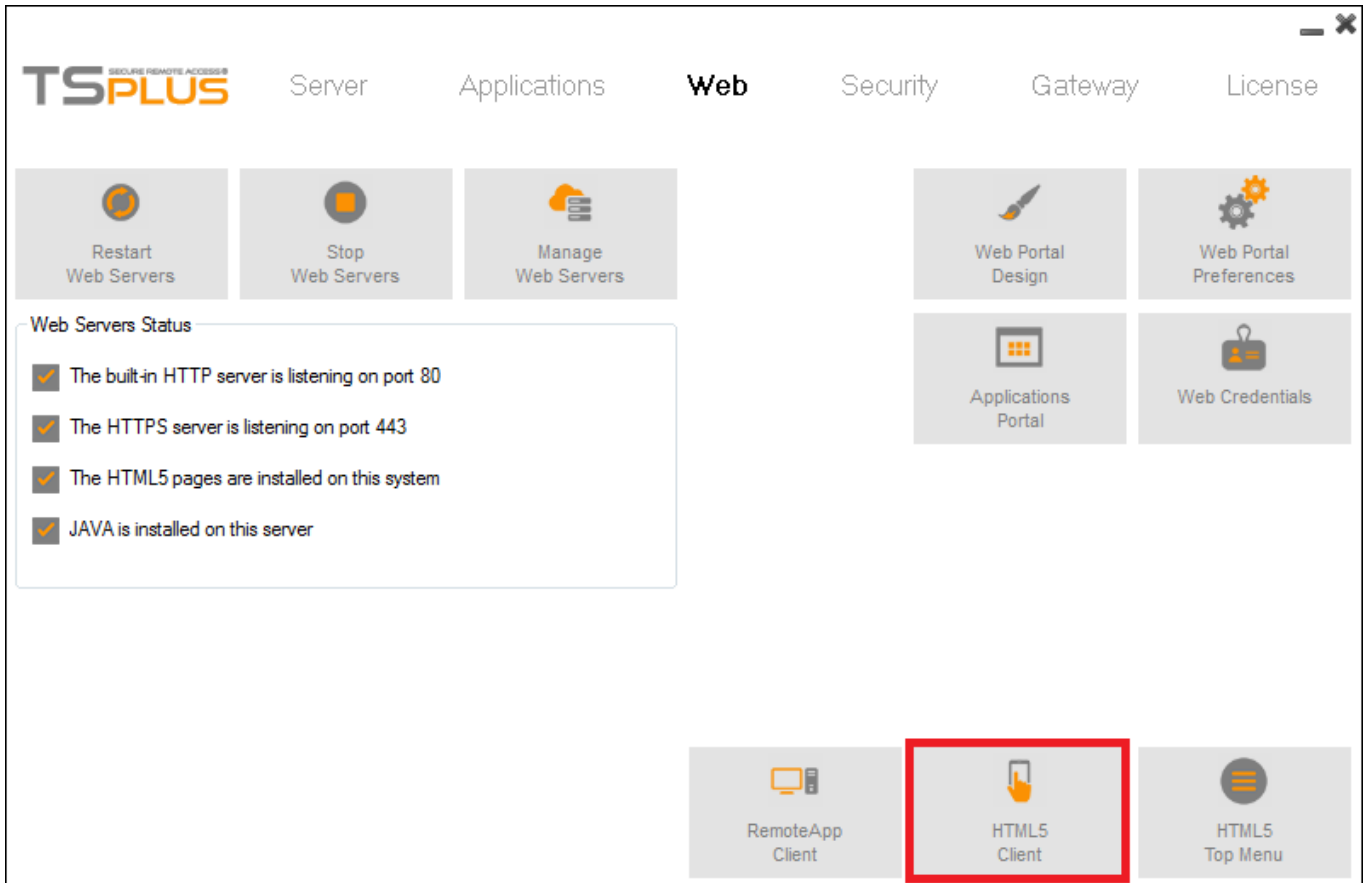 TSPLUS
SECURE REMOTE ACCESS®
Server
Applications
Web
Security
Gateway
License
Restart
Web Servers
Stop
Web Servers
Manage
Web Servers
Web Portal
Design
Web Portal
Preferences
Web Servers Status
The built-in HTTP server is listening on port 80
The HTTPS server is listening on port 443
The HTML5 pages are installed on this system
JAVA is installed on this server
Applications
Portal
Web Credentials
RemoteApp
Client
HTML5
Client
HTML5
Top Menu